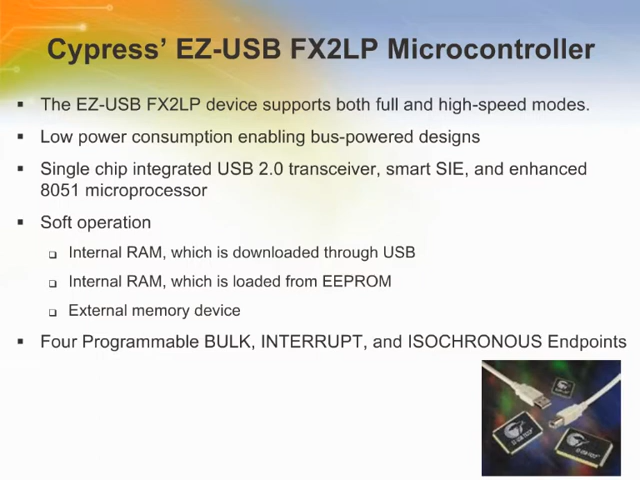 Cypress’ EZ-USB FX2LP Microcontroller
The EZ-USB FX2LP device supports both full and high-speed modes.
Low power consumption enabling bus-powered designs
Single chip integrated USB 2.0 transceiver, smart SIE, and enhanced
8051 microprocessor
Soft operation
Internal RAM, which is downloaded through USB
Internal RAM, which is loaded from EEPROM
External memory device
Four Programmable BULK, INTERRUPT, and ISOCHRONOUS Endpoints